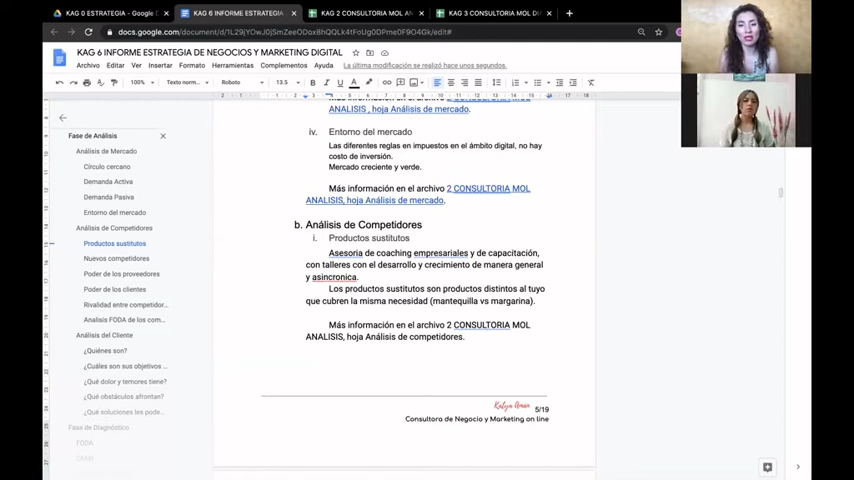 KAG 0 ESTRATEGIA - Google D
KAG 6 INFORME ESTRATEGIA
KAG 2 CONSULTORIA MOL AN
KAG 3 CONSULTORIA MOL DI
docs.google.com/document/d/1L29jYOwJ0jSmZeeODox8hQQLk4tFoUg0DPme0F9O4Gk/edit#
KAG 6 INFORME ESTRATEGIA DE NEGOCIOS Y MARKETING DIGITAL
Archivo Editar Ver Insertar Formato Herramientas Complementos Ayuda La última modificación se realizó hace unos segundos.
100% Texto norm... Roboto 13.5 B I U A
Fase de Análisis
Análisis de Mercado
Círculo cercano
Demanda Activa
Demanda Pasiva
Entorno del mercado
Análisis de Competidores
Productos sustitutos
Nuevos competidores
Poder de los proveedores
Poder de los clientes
Rivalidad entre competidor...
Analisis FODA de los com...
Análisis del Cliente
¿Quiénes son?
¿Cuáles son sus objetivos ...
¿Qué dolor y temores tiene?
¿Qué obstáculos afrontan?
¿Qué soluciones les pode...
Fase de Diagnóstico
FODA
Más información en el archivo 2 CONSULTORIA MOL
ANALISIS , hoja Análisis de mercado.
iv. Entorno del mercado
Las diferentes reglas en impuestos en el ámbito digital, no hay
costo de inversión.
Mercado creciente y verde.
Más información en el archivo 2 CONSULTORIA MOL
ANALISIS, hoja Análisis de mercado.
b. Análisis de Competidores
i. Productos sustitutos
Asesoria de coaching empresariales y de capacitación,
con talleres con el desarrollo y crecimiento de manera general
y asincronica.
Los productos sustitutos son productos distintos al tuyo
que cubren la misma necesidad (mantequilla vs margarina).
Más información en el archivo 2 CONSULTORIA MOL
ANALISIS, hoja Análisis de competidores.
5/19
Consultora de Negocio y Marketing on line